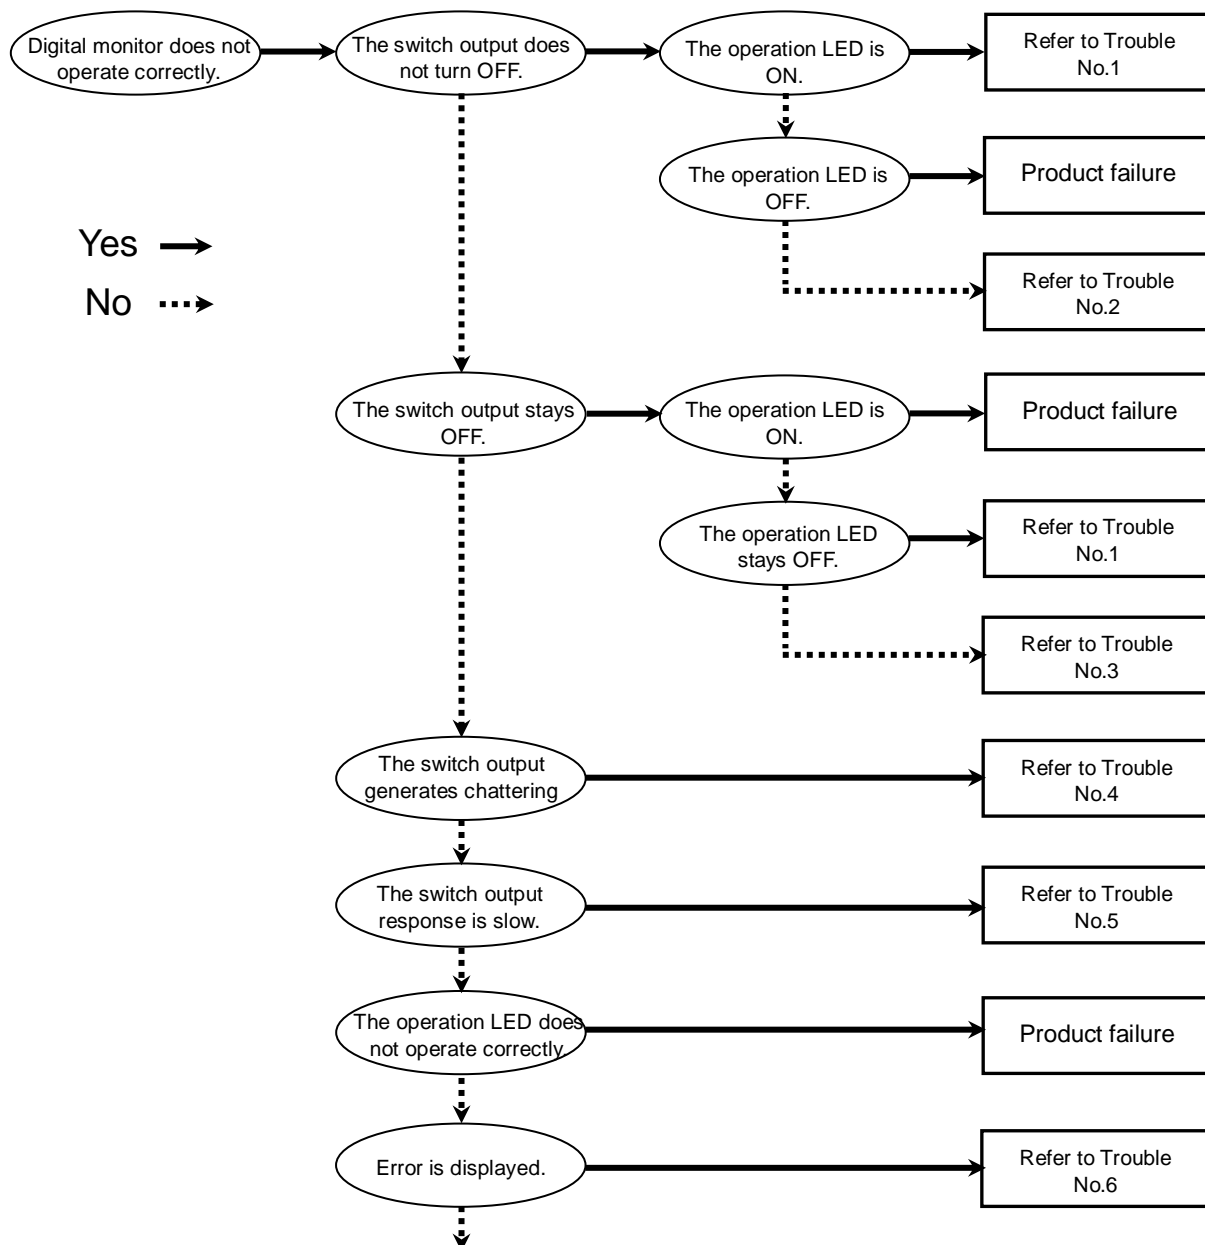 Digital monitor does not
operate correctly.
The switch output does
not turn OFF.
The operation LED is
ON.
Refer to Trouble
No.1
The operation LED is
OFF.
Product failure
Yes
No
Refer to Trouble
No.2
The switch output stays
OFF.
The operation LED is
ON.
Product failure
The operation LED
stays OFF.
Refer to Trouble
No.1
Refer to Trouble
No.3
The switch output
generates chattering
Refer to Trouble
No.4
The switch output
response is slow.
Refer to Trouble
No.5
The operation LED does
not operate correctly.
Product failure
Error is displayed.
Refer to Trouble
No.6